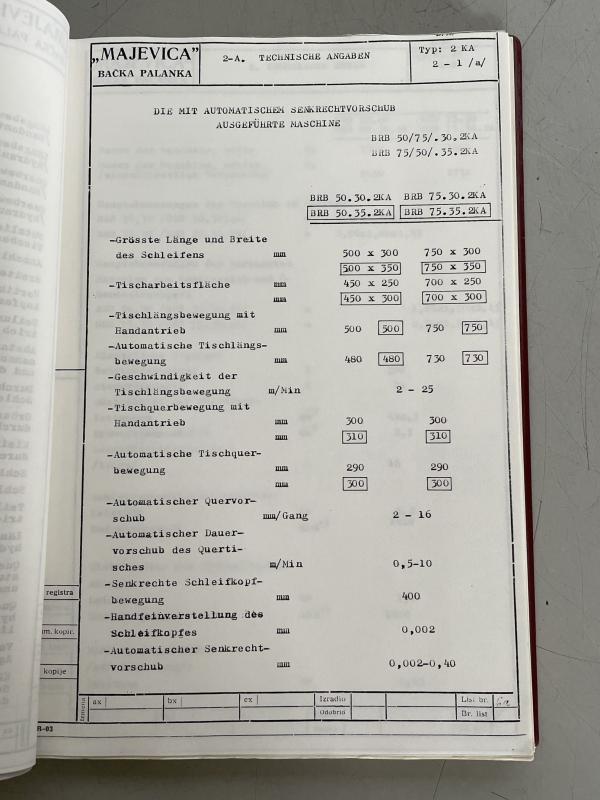 „MAJEVICA”
BAČKA PALANKA
2-A. TECHNISCHE ANGABEN
Typ: 2 KA
2 - 1 /a/
DIE MIT AUTOMATISCHEM SENKRECHTVORSCHUB
AUSGEFÜHRTE MASCHINE
BRB 50/75/.30.2KA
BRB 75/50/.35.2KA
BRB 50.30.2KA BRB 75.30.2KA
BRB 50.35.2KA BRB 75.35.2KA
-Grösste Länge und Breite
des Schleifens mm 500 x 300 750 x 300
500 x 350 750 x 350
-Tischarbeitsfläche mm 450 x 250 700 x 250
mm 450 x 300 700 x 300
-Tischlängsbewegung mit
Handantrieb mm 500 500 750 750
-Automatische Tischlängs-
bewegung mm 480 480 730 730
-Geschwindigkeit der
Tischlängsbewegung m/Min 2 - 25
-Tischquerbewegung mit
Handantrieb mm 300 300
mm 310 310
-Automatische Tischquer-
bewegung mm 290 290
mm 300 300
-Automatischer Quervor-
schub mm/Gang 2 - 16
-Automatischer Dauer-
vorschub des Querti-
sches m/Min 0,5-10
-Senkrechte Schleifkopf-
bewegung mm 400
-Handfeinverstellung des
Schleifkopfes mm 0,002
-Automatischer Senkrecht-
vorschub mm 0,002-0,40
registra
um. kopir.
kopije
Izmjena
ax bx cx
Izradio
Odobrio
List br. 6a
Br. list
B-03